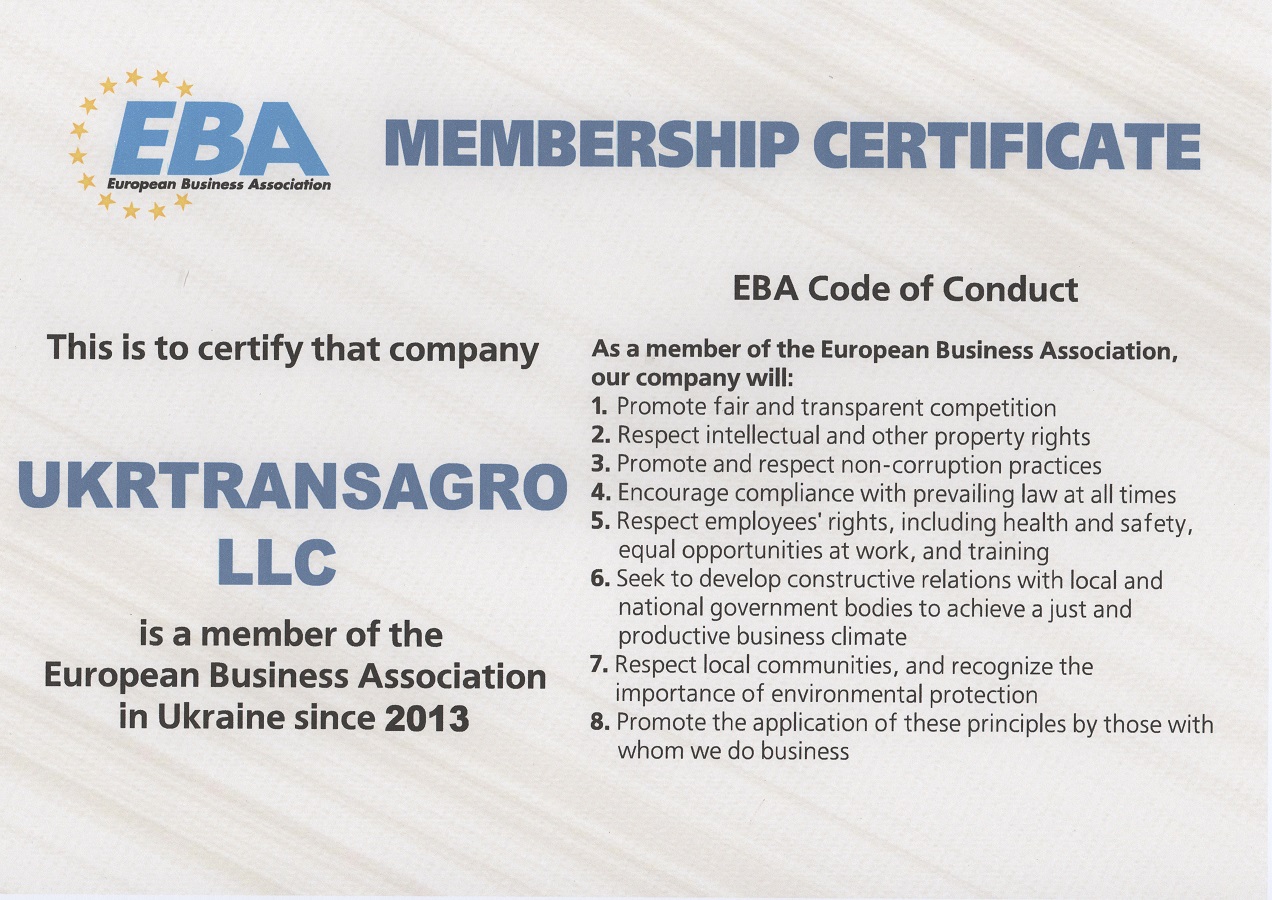 EBA
European Business Association
MEMBERSHIP CERTIFICATE
This is to certify that company
UKRTRANSAGRO
LLC
is a member of the
European Business Association
in Ukraine since 2013
EBA Code of Conduct
As a member of the European Business Association,
our company will:
1. Promote fair and transparent competition
2. Respect intellectual and other property rights
3. Promote and respect non-corruption practices
4. Encourage compliance with prevailing law at all times
5. Respect employees' rights, including health and safety,
equal opportunities at work, and training
6. Seek to develop constructive relations with local and
national government bodies to achieve a just and
productive business climate
7. Respect local communities, and recognize the
importance of environmental protection
8. Promote the application of these principles by those with
whom we do business